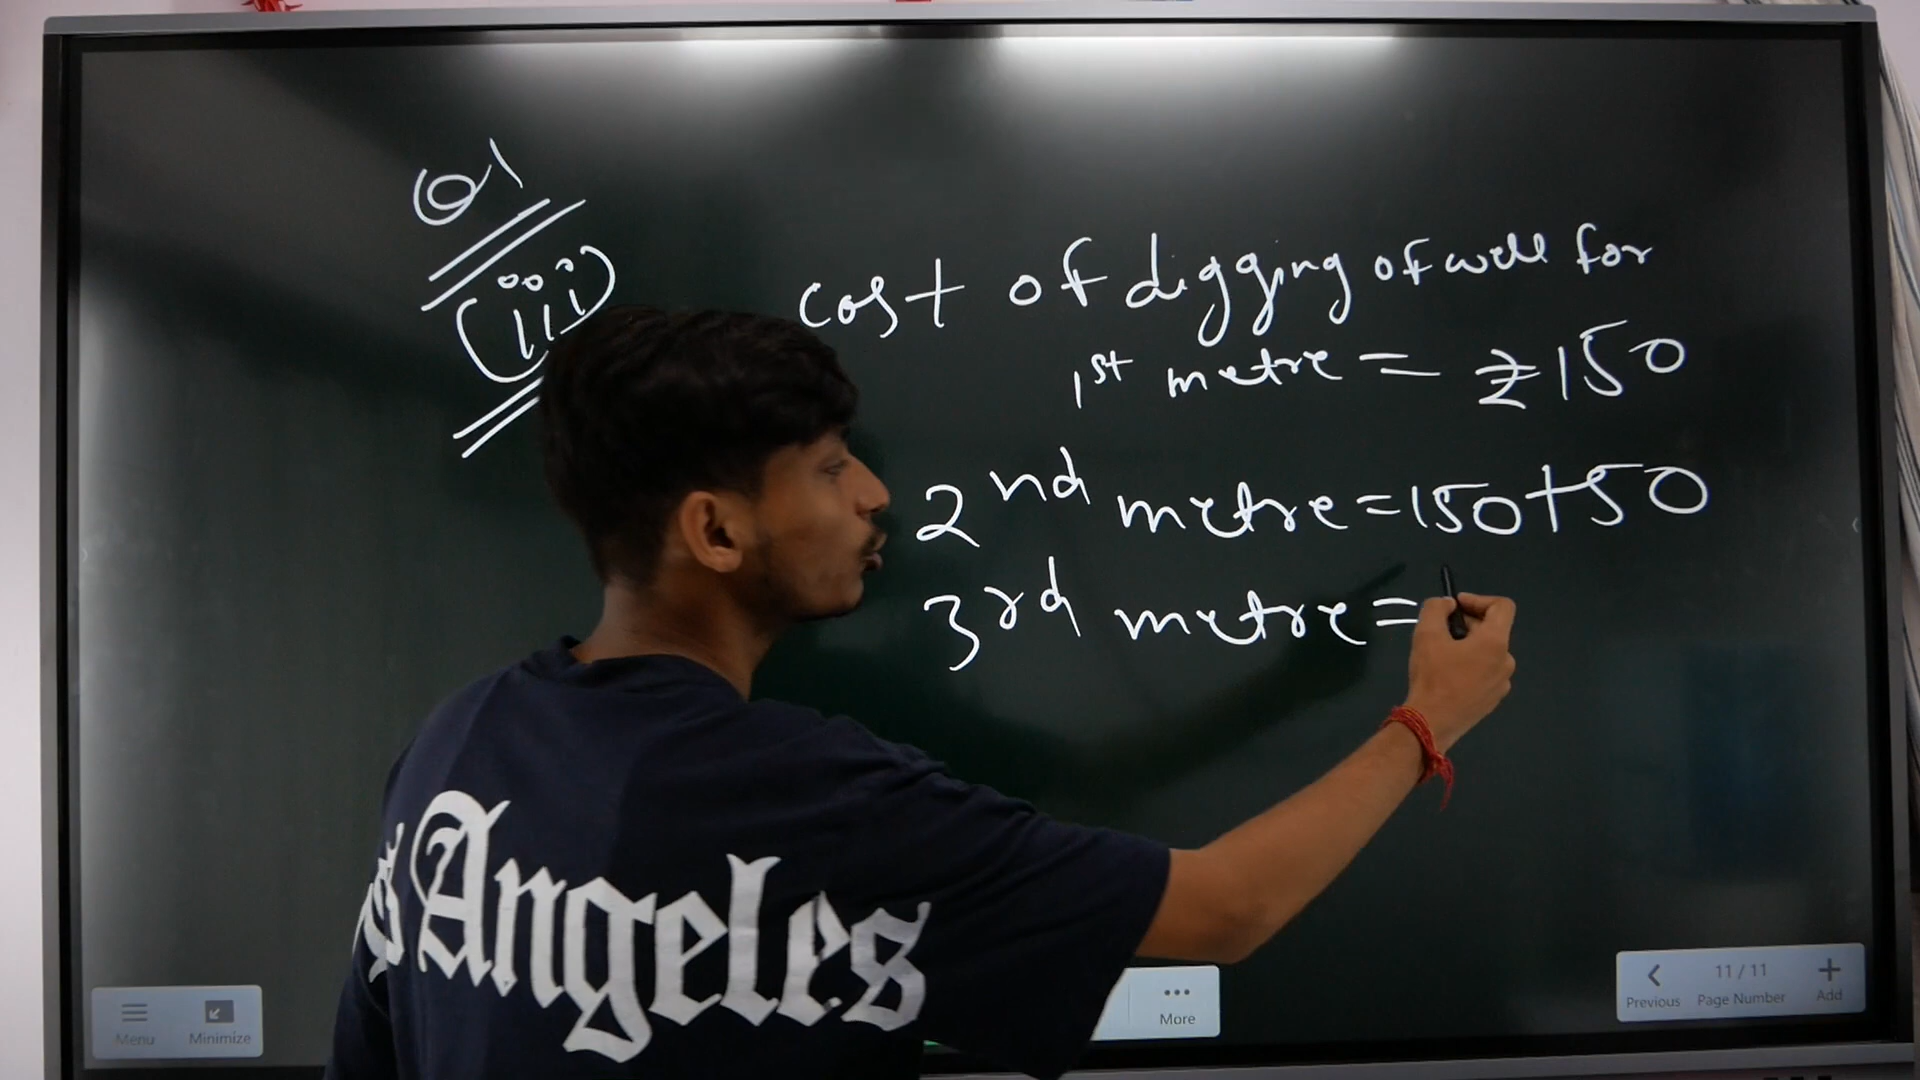 Q1
(iii)
Cost of digging of well for
1st metre = ₹150
2nd metre = 150+50
3rd metre =
s Angeles
Menu
Minimize
More
Previous
11 / 11
Page Number
Add